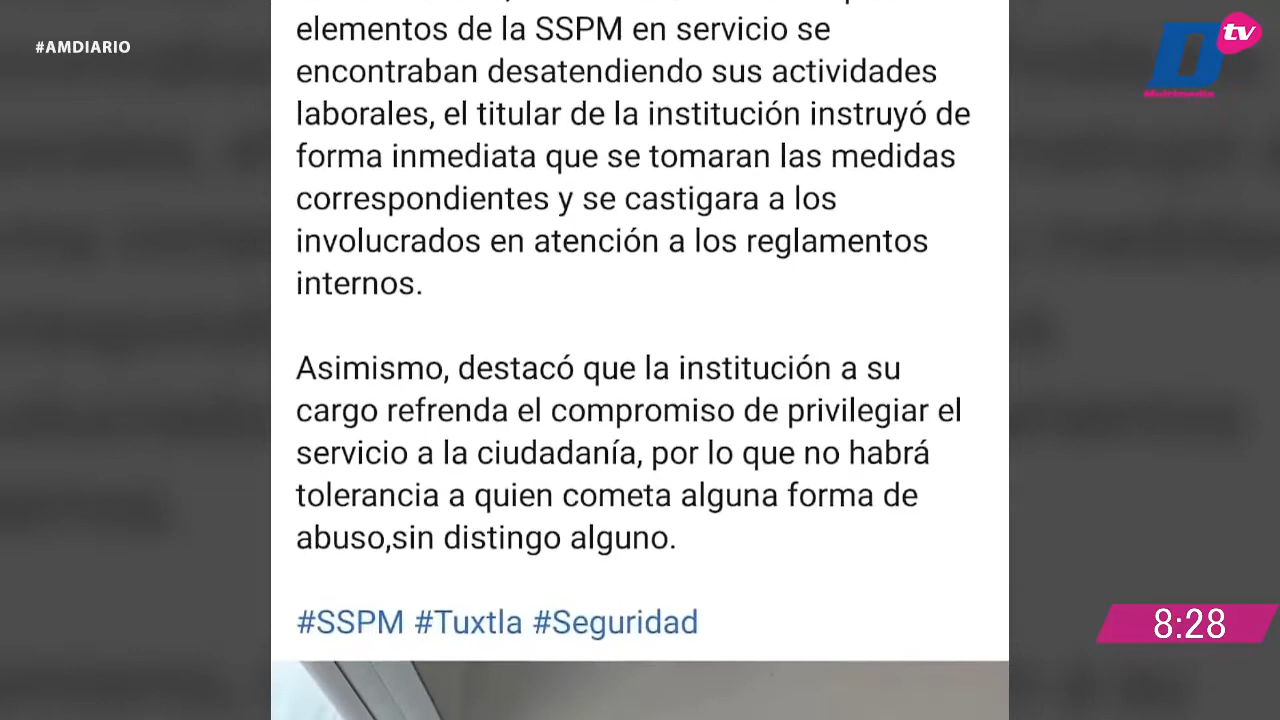 #AMDIARIO
D tv
Multimedia
elementos de la SSPM en servicio se
encontraban desatendiendo sus actividades
laborales, el titular de la institución instruyó de
forma inmediata que se tomaran las medidas
correspondientes y se castigara a los
involucrados en atención a los reglamentos
internos.
Asimismo, destacó que la institución a su
cargo refrenda el compromiso de privilegiar el
servicio a la ciudadanía, por lo que no habrá
tolerancia a quien cometa alguna forma de
abuso,sin distingo alguno.
#SSPM #Tuxtla #Seguridad
8:28